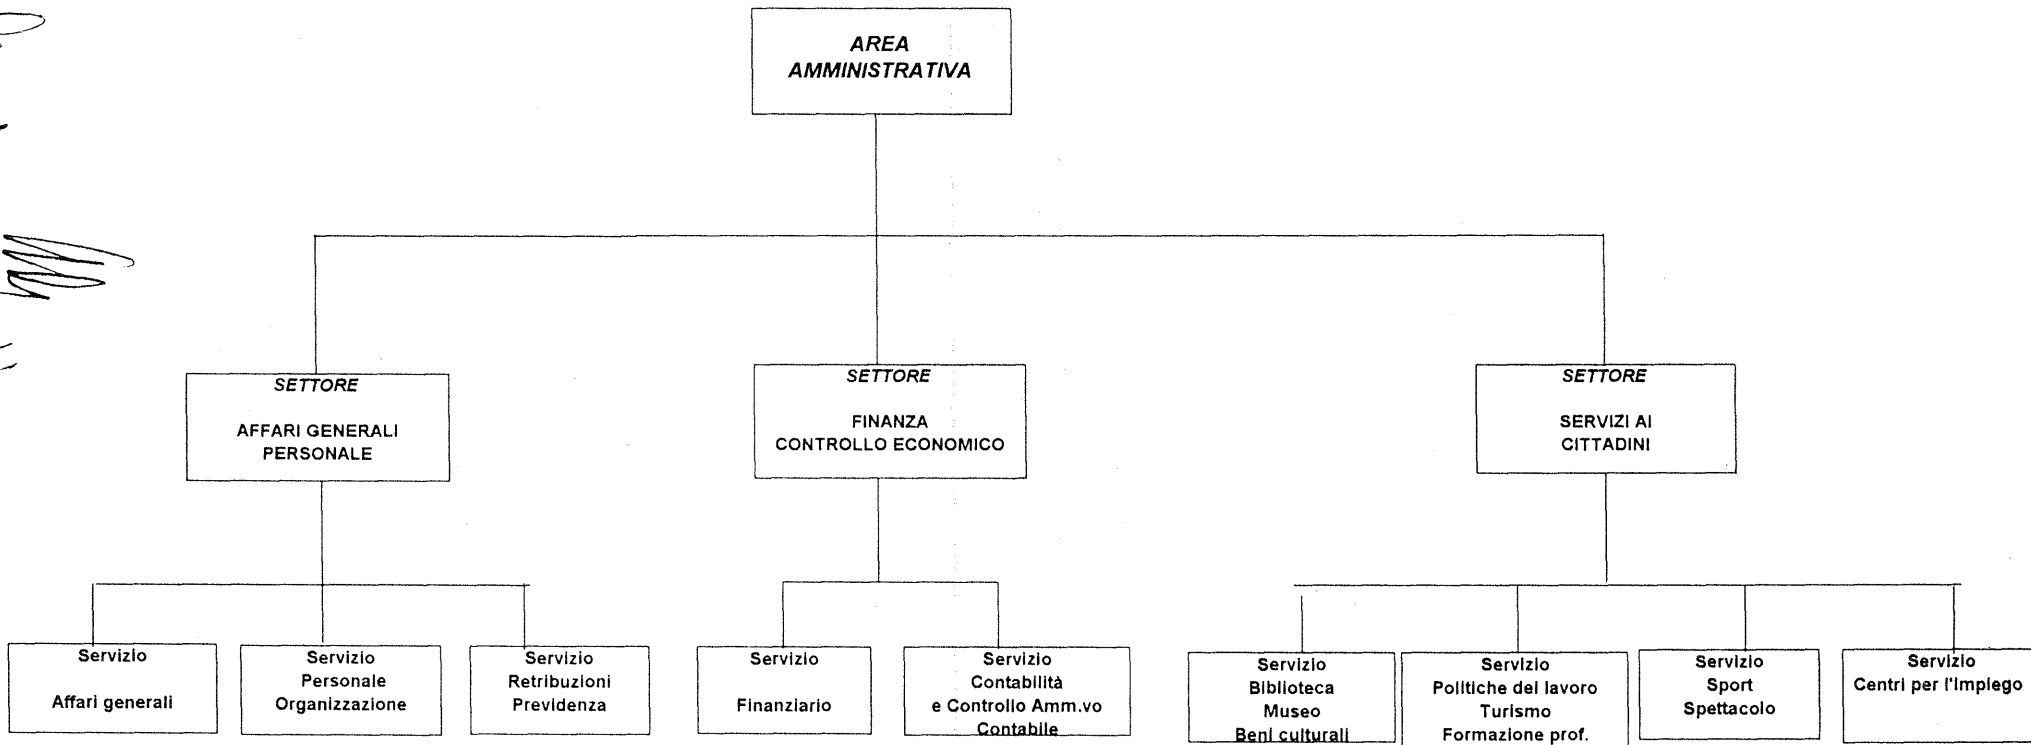 AREA
AMMINISTRATIVA
SETTORE
AFFARI GENERALI
PERSONALE
SETTORE
FINANZA
CONTROLLO ECONOMICO
SETTORE
SERVIZI AI
CITTADINI
Servizio
Affari generali
Servizio
Personale
Organizzazione
Servizio
Retribuzioni
Previdenza
Servizio
Finanziario
Servizio
Contabilità
e Controllo Amm.vo
Contabile
Servizio
Biblioteca
Museo
Beni culturali
Servizio
Politiche del lavoro
Turismo
Formazione prof.
Servizio
Sport
Spettacolo
Servizio
Centri per l'Impiego